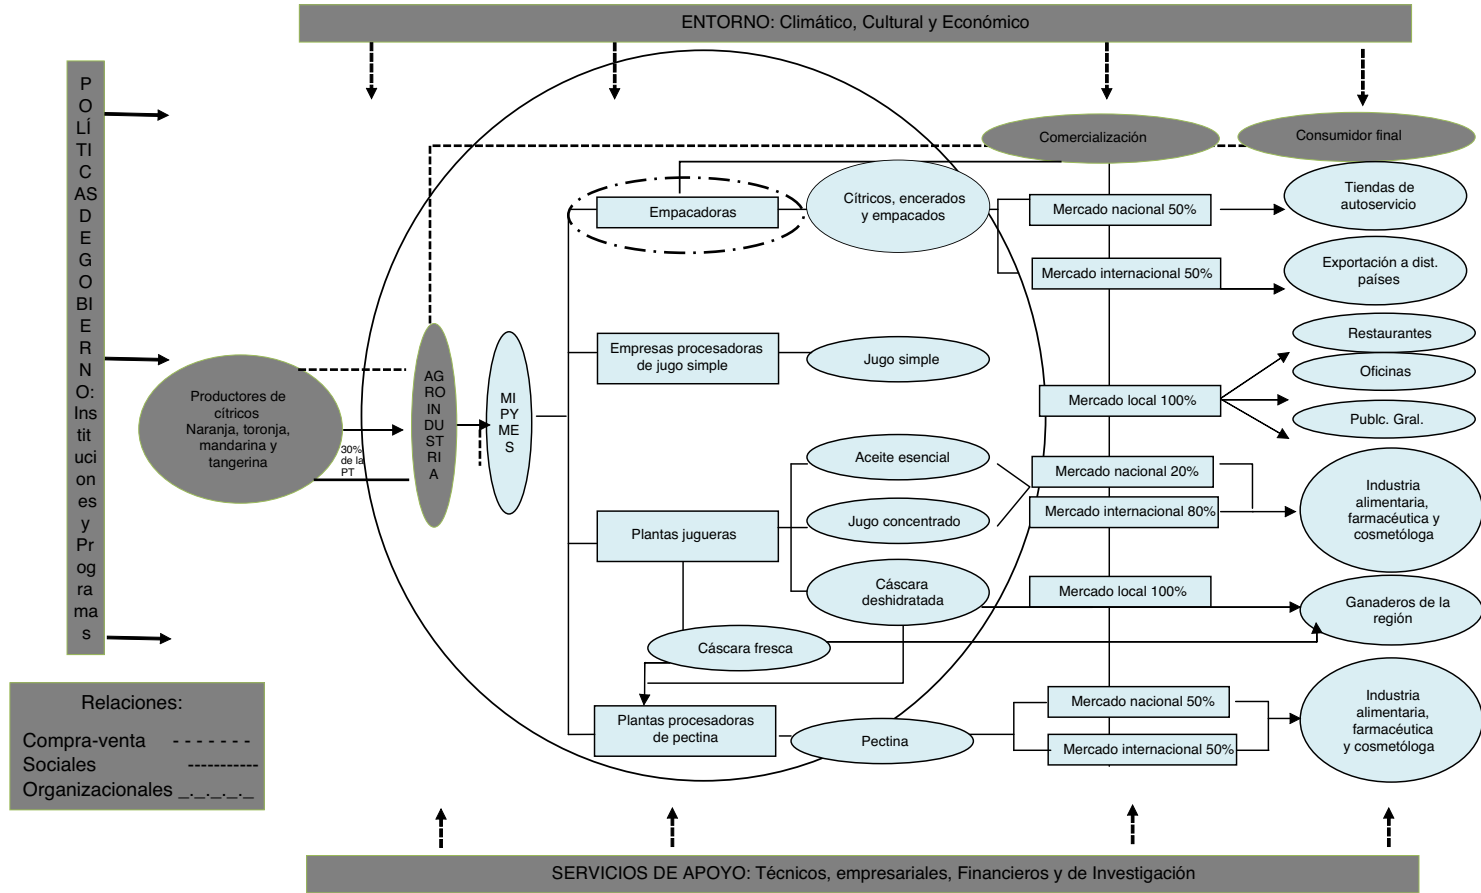 ENTORNO: Climático, Cultural y Económico
P
O
LÍ
TI
C
AS
D
E
G
O
BI
E
R
N
O:
Ins
tit
uci
on
es
y
Pr
og
ra
ma
s
Productores de
cítricos
Naranja, toronja,
mandarina y
tangerina
30%
de la
PT
AG
RO
IN
DU
STR
RI
A
MI
PY
ME
S
Empacadoras
Cítricos, encerados
y empacados
Empresas procesadoras
de jugo simple
Jugo simple
Plantas jugueras
Aceite esencial
Jugo concentrado
Cáscara
deshidratada
Cáscara fresca
Plantas procesadoras
de pectina
Pectina
Comercialización
Mercado nacional 50%
Mercado internacional 50%
Mercado local 100%
Mercado nacional 20%
Mercado internacional 80%
Mercado local 100%
Mercado nacional 50%
Mercado internacional 50%
Consumidor final
Tiendas de
autoservicio
Exportación a dist.
países
Restaurantes
Oficinas
Publc. Gral.
Industria
alimentaria,
farmacéutica y
cosmetóloga
Ganaderos de la
región
Industria
alimentaria,
farmacéutica
y cosmetóloga
Relaciones:
Compra-venta - - - - - - -
Sociales -----------
Organizacionales _._._._._
SERVICIOS DE APOYO: Técnicos, empresariales, Financieros y de Investigación